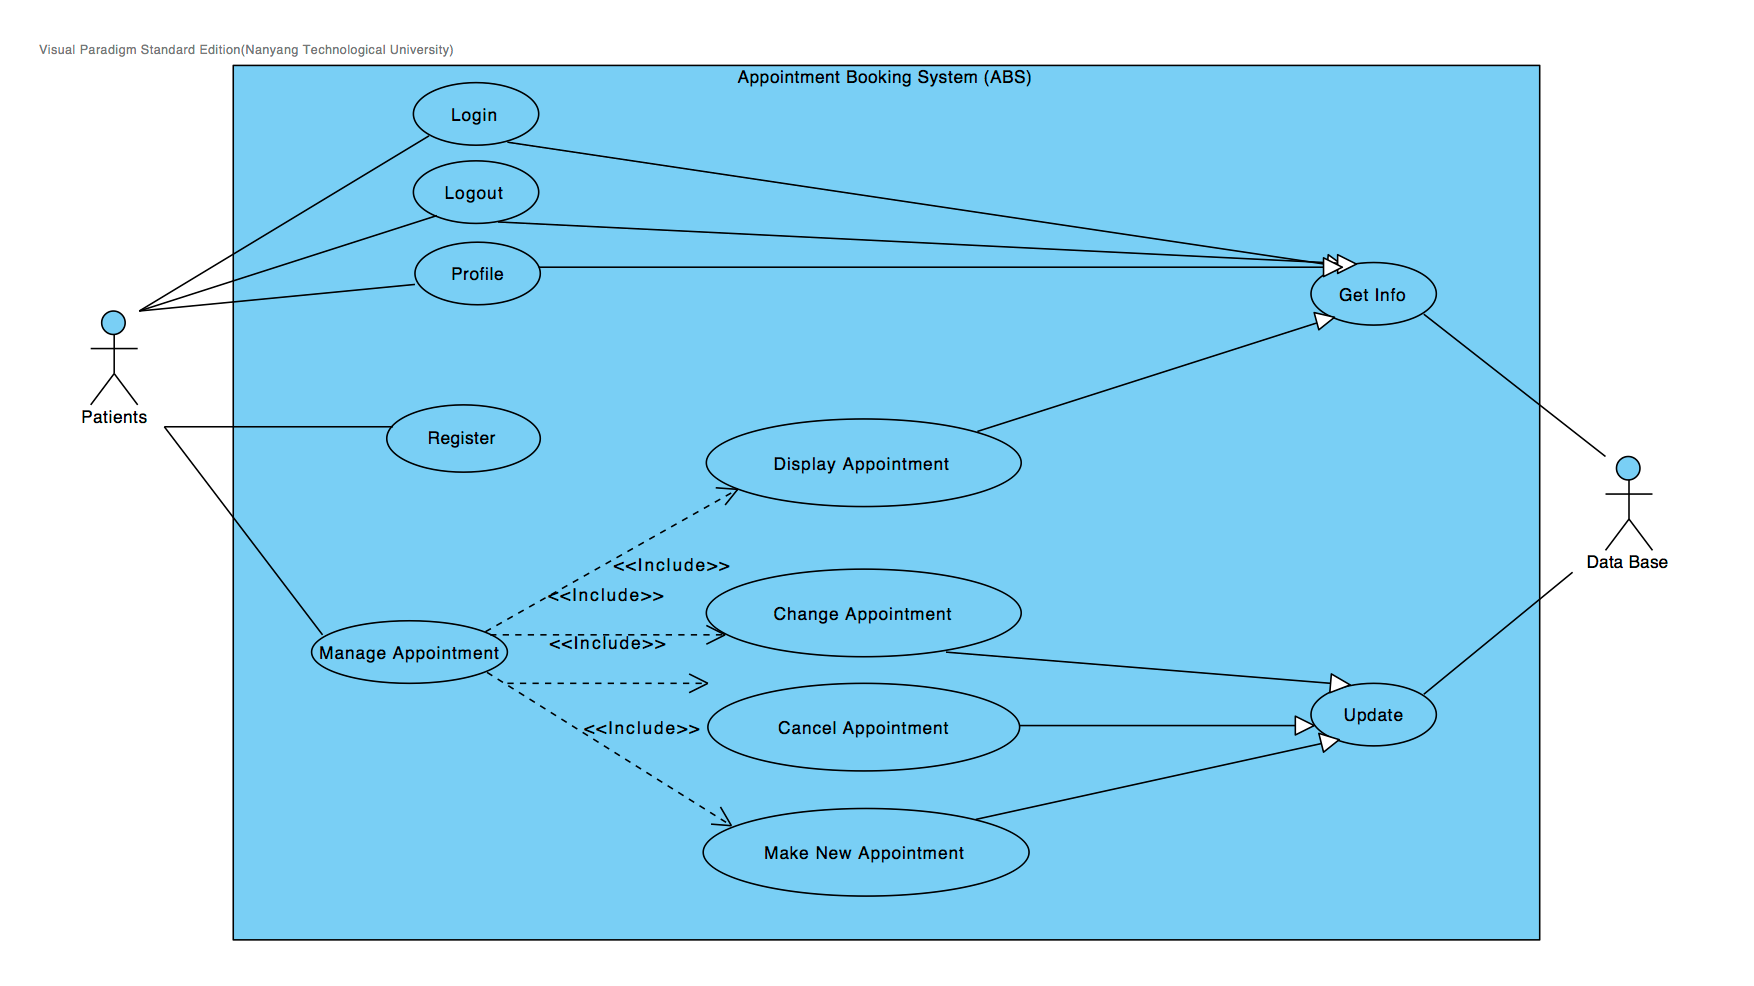 Visual Paradigm Standard Edition(Nanyang Technological University)
Appointment Booking System (ABS)
Login
Logout
Profile
Get Info
Patients
Register
Display Appointment
Data Base
<<Include>>
<<Include>>
Change Appointment
<<Include>>
Manage Appointment
Update
Cancel Appointment
<<Include>>
Make New Appointment